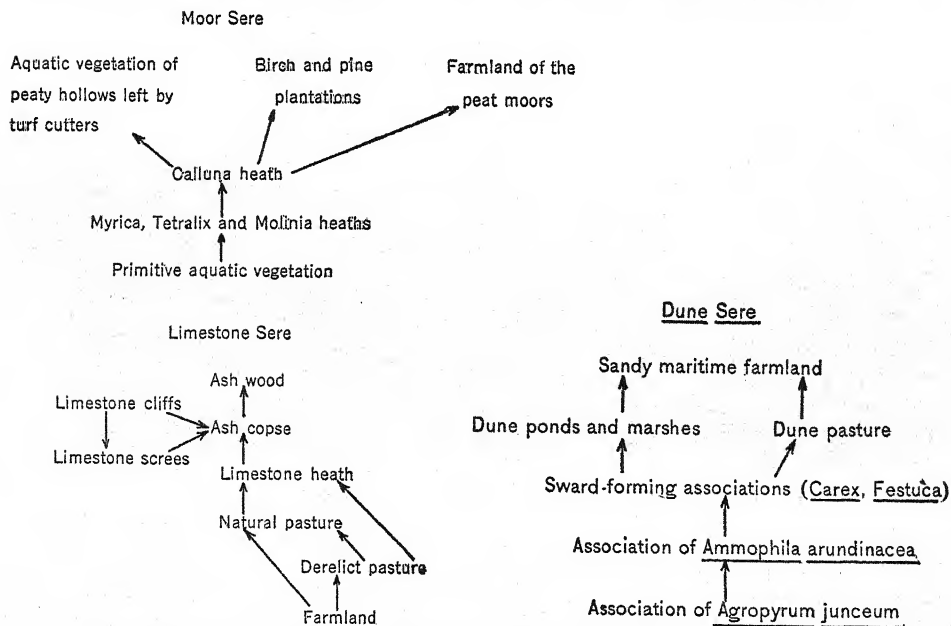 Moor Sere
Aquatic vegetation of
peaty hollows left by
turf cutters
Birch and pine
plantations
Farmland of the
peat moors
Calluna heath
Myrica, Tetralix and Molinia heaths
Primitive aquatic vegetation
Limestone Sere
Ash wood
Limestone cliffs
Ash copse
Limestone screes
Limestone heath
Natural pasture
Derelict pasture
Farmland
Dune Sere
Sandy maritime farmland
Dune ponds and marshes
Dune pasture
Sward-forming associations (Carex, Festuca)
Association of Ammophila arundinacea
Association of Agropyrum junceum